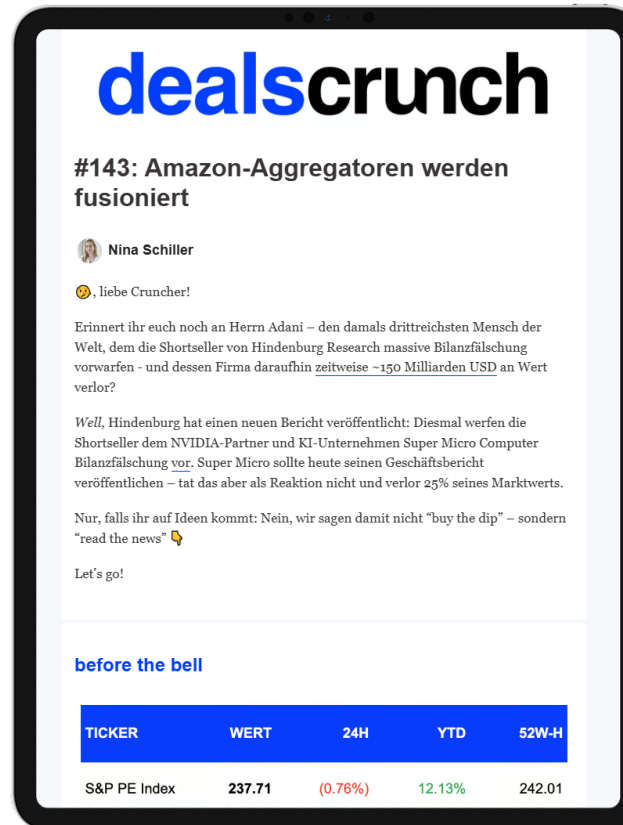 dealscrunch
#143: Amazon-Aggregatoren werden
fusioniert
Nina Schiller
🤔, liebe Cruncher!
Erinnert ihr euch noch an Herrn Adani – den damals drittreichsten Mensch der
Welt, dem die Shortseller von Hindenburg Research massive Bilanzfälschung
vorwarfen - und dessen Firma daraufhin zeitweise ~150 Milliarden USD an Wert
verlor?
Well, Hindenburg hat einen neuen Bericht veröffentlicht: Diesmal werfen die
Shortseller dem NVIDIA-Partner und KI-Unternehmen Super Micro Computer
Bilanzfälschung vor. Super Micro sollte heute seinen Geschäftsbericht
veröffentlichen – tat das aber als Reaktion nicht und verlor 25% seines Marktwerts.
Nur, falls ihr auf Ideen kommt: Nein, wir sagen damit nicht “buy the dip” – sondern
“read the news” 👇
Let’s go!
before the bell
TICKER WERT 24H YTD 52W-H
S&P PE Index 237.71 (0.76%) 12.13% 242.01